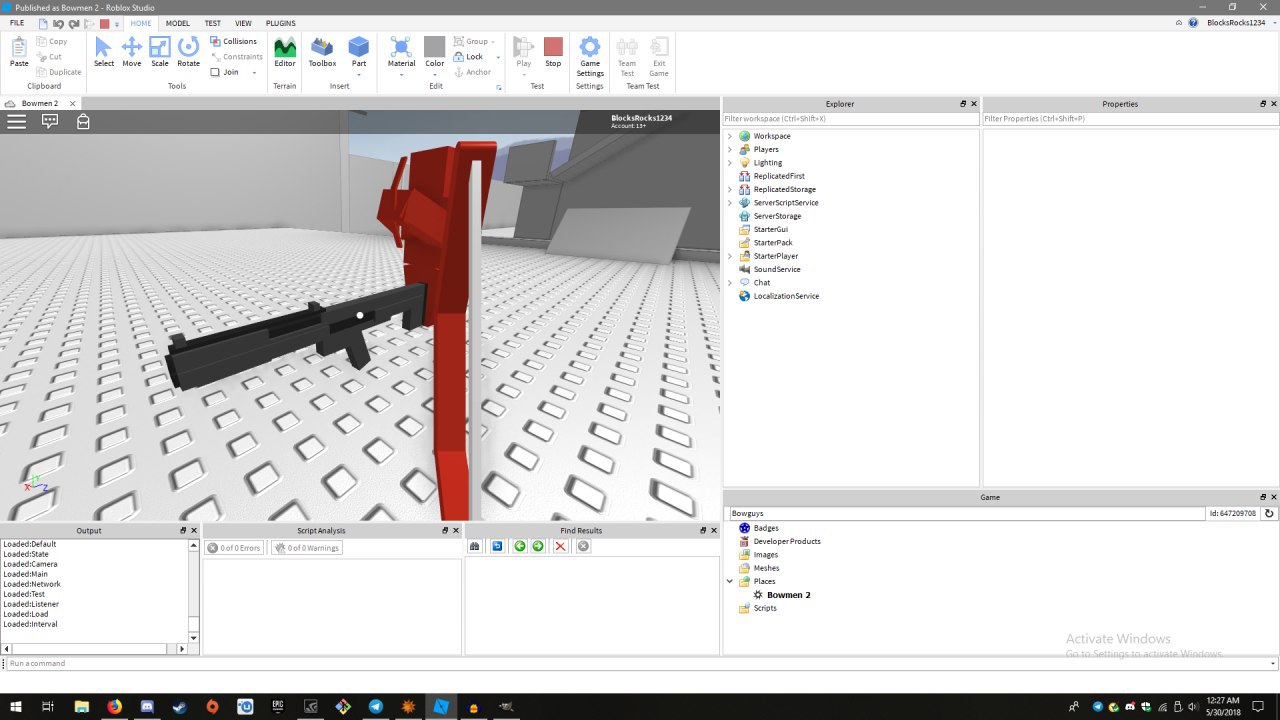 Published as Bowmen 2 - Roblox Studio
FILE HOME MODEL TEST VIEW PLUGINS BlocksRocks1234
Paste Copy Cut Duplicate Select Move Scale Rotate Collisions Constraints Join Editor Toolbox Part Material Color Group Lock Anchor Play Stop Game Settings Team Test Exit Game
Clipboard Tools Terrain Insert Edit Test Settings Team Test
Bowmen 2
Explorer
Properties
BlocksRocks1234
Account: 13+
Filter workspace (Ctrl+Shift+X)
Filter Properties (Ctrl+Shift+P)
Workspace
Players
Lighting
ReplicatedFirst
ReplicatedStorage
ServerScriptService
ServerStorage
StarterGui
StarterPack
StarterPlayer
SoundService
Chat
LocalizationService
X Y Z
Game
Bowguys Id: 647209708
Badges
Developer Products
Images
Meshes
Places
Bowmen 2
Scripts
Output
Loaded:Default
Loaded:State
Loaded:Camera
Loaded:Main
Loaded:Network
Loaded:Test
Loaded:Listener
Loaded:Load
Loaded:Interval
Script Analysis
0 of 0 Errors 0 of 0 Warnings
Find Results
Activate Windows
Go to Settings to activate Windows.
Run a command
EPIC
12:27 AM
5/30/2018